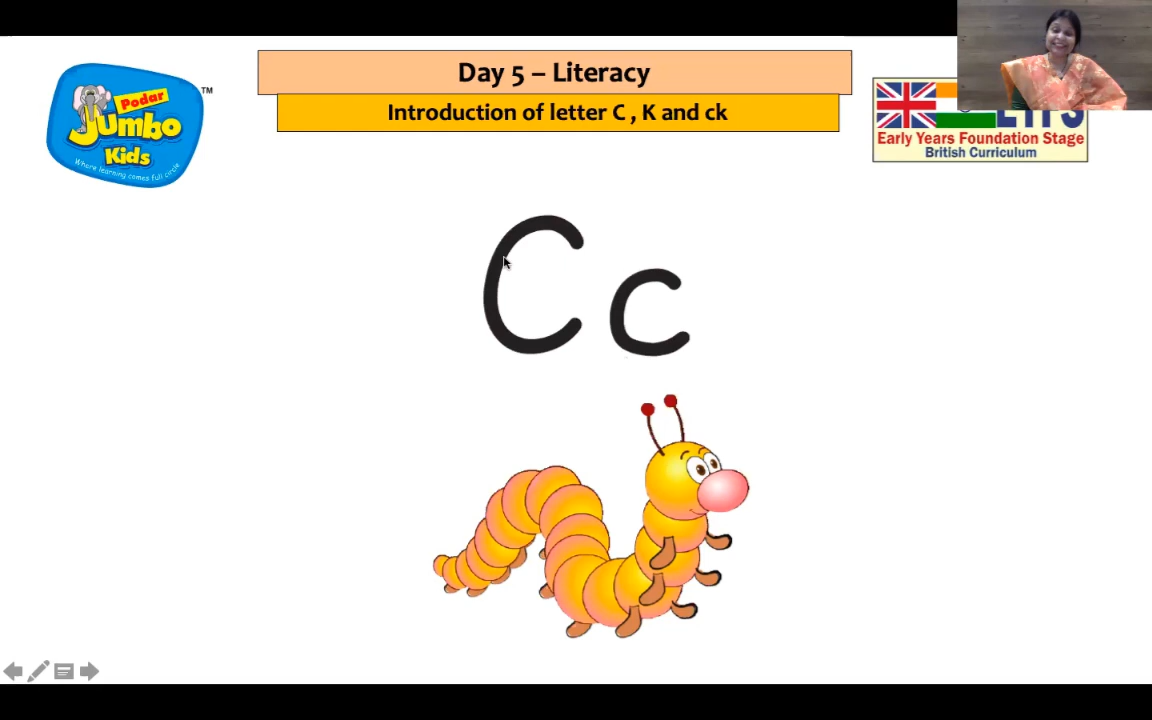 Day 5 – Literacy
Introduction of letter C , K and ck
Podar
Jumbo
Kids
TM
Where learning comes full circle
Early Years Foundation Stage
British Curriculum
C c